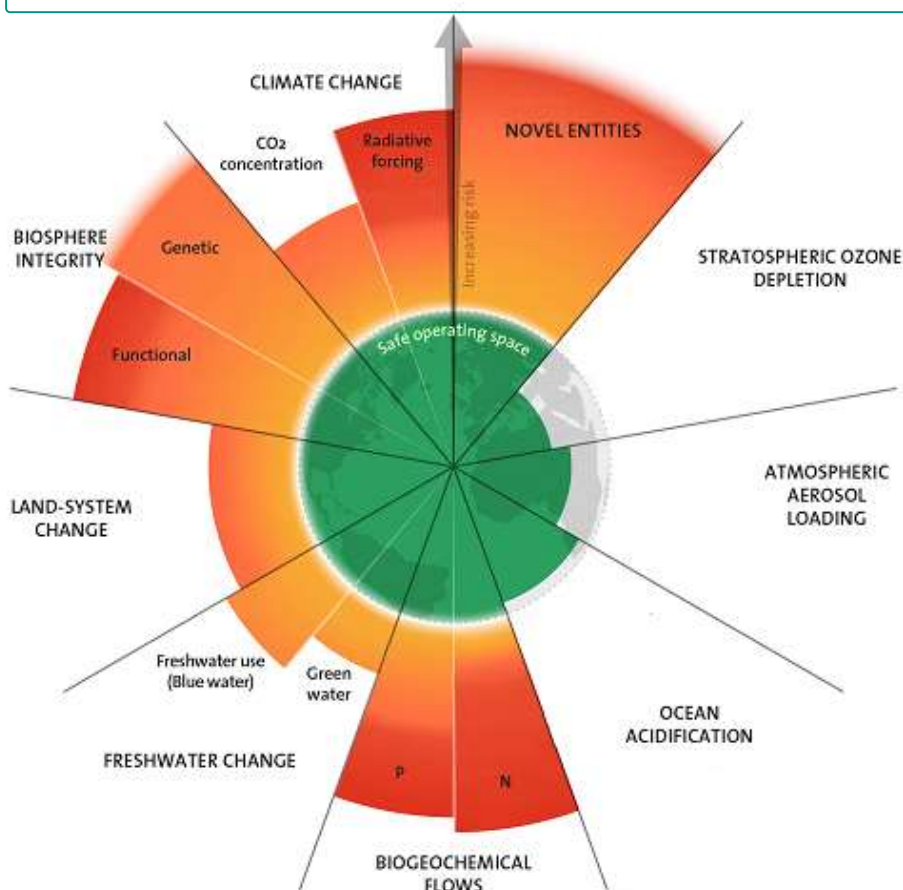 CLIMATE CHANGE
CO2
concentration
Radiative
forcing
NOVEL ENTITIES
Increasing risk
STRATOSPHERIC OZONE
DEPLETION
BIOSPHERE
INTEGRITY
Genetic
Functional
Safe operating space
LAND-SYSTEM
CHANGE
ATMOSPHERIC
AEROSOL
LOADING
Freshwater use
(Blue water)
Green
water
FRESHWATER CHANGE
OCEAN
ACIDIFICATION
P
N
BIOGEOCHEMICAL
FLOWS